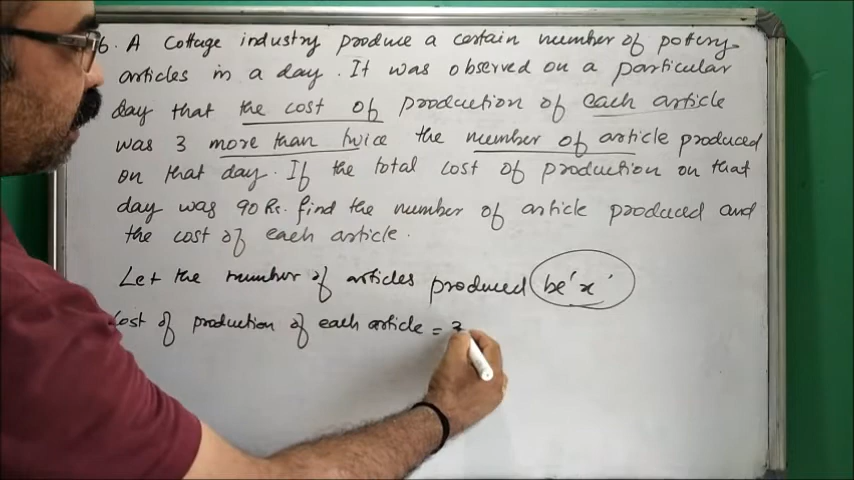 6. A Cottage industry produce a certain number of pottery
articles in a day. It was observed on a particular
day that the cost of production of each article
was 3 more than twice the number of article produced
on that day. If the total cost of production on that
day was 90 Rs. find the number of article produced and
the cost of each article.
Let the number of articles produced be 'x'
Cost of production of each article = 3